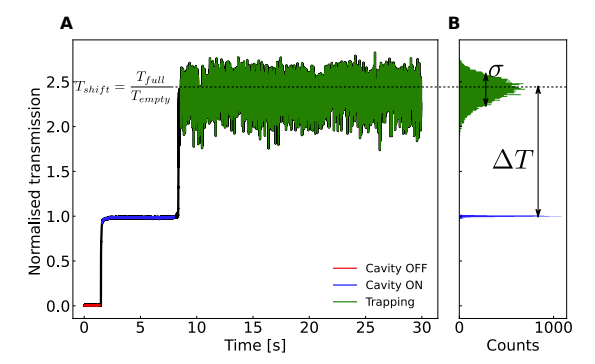 A
B
T_shift = T_full / T_empty
σ
ΔT
Normalised transmission
2.5
2.0
1.5
1.0
0.5
0.0
Cavity OFF
Cavity ON
Trapping
0 5 10 15 20 25 30
0 1000
Time [s]
Counts